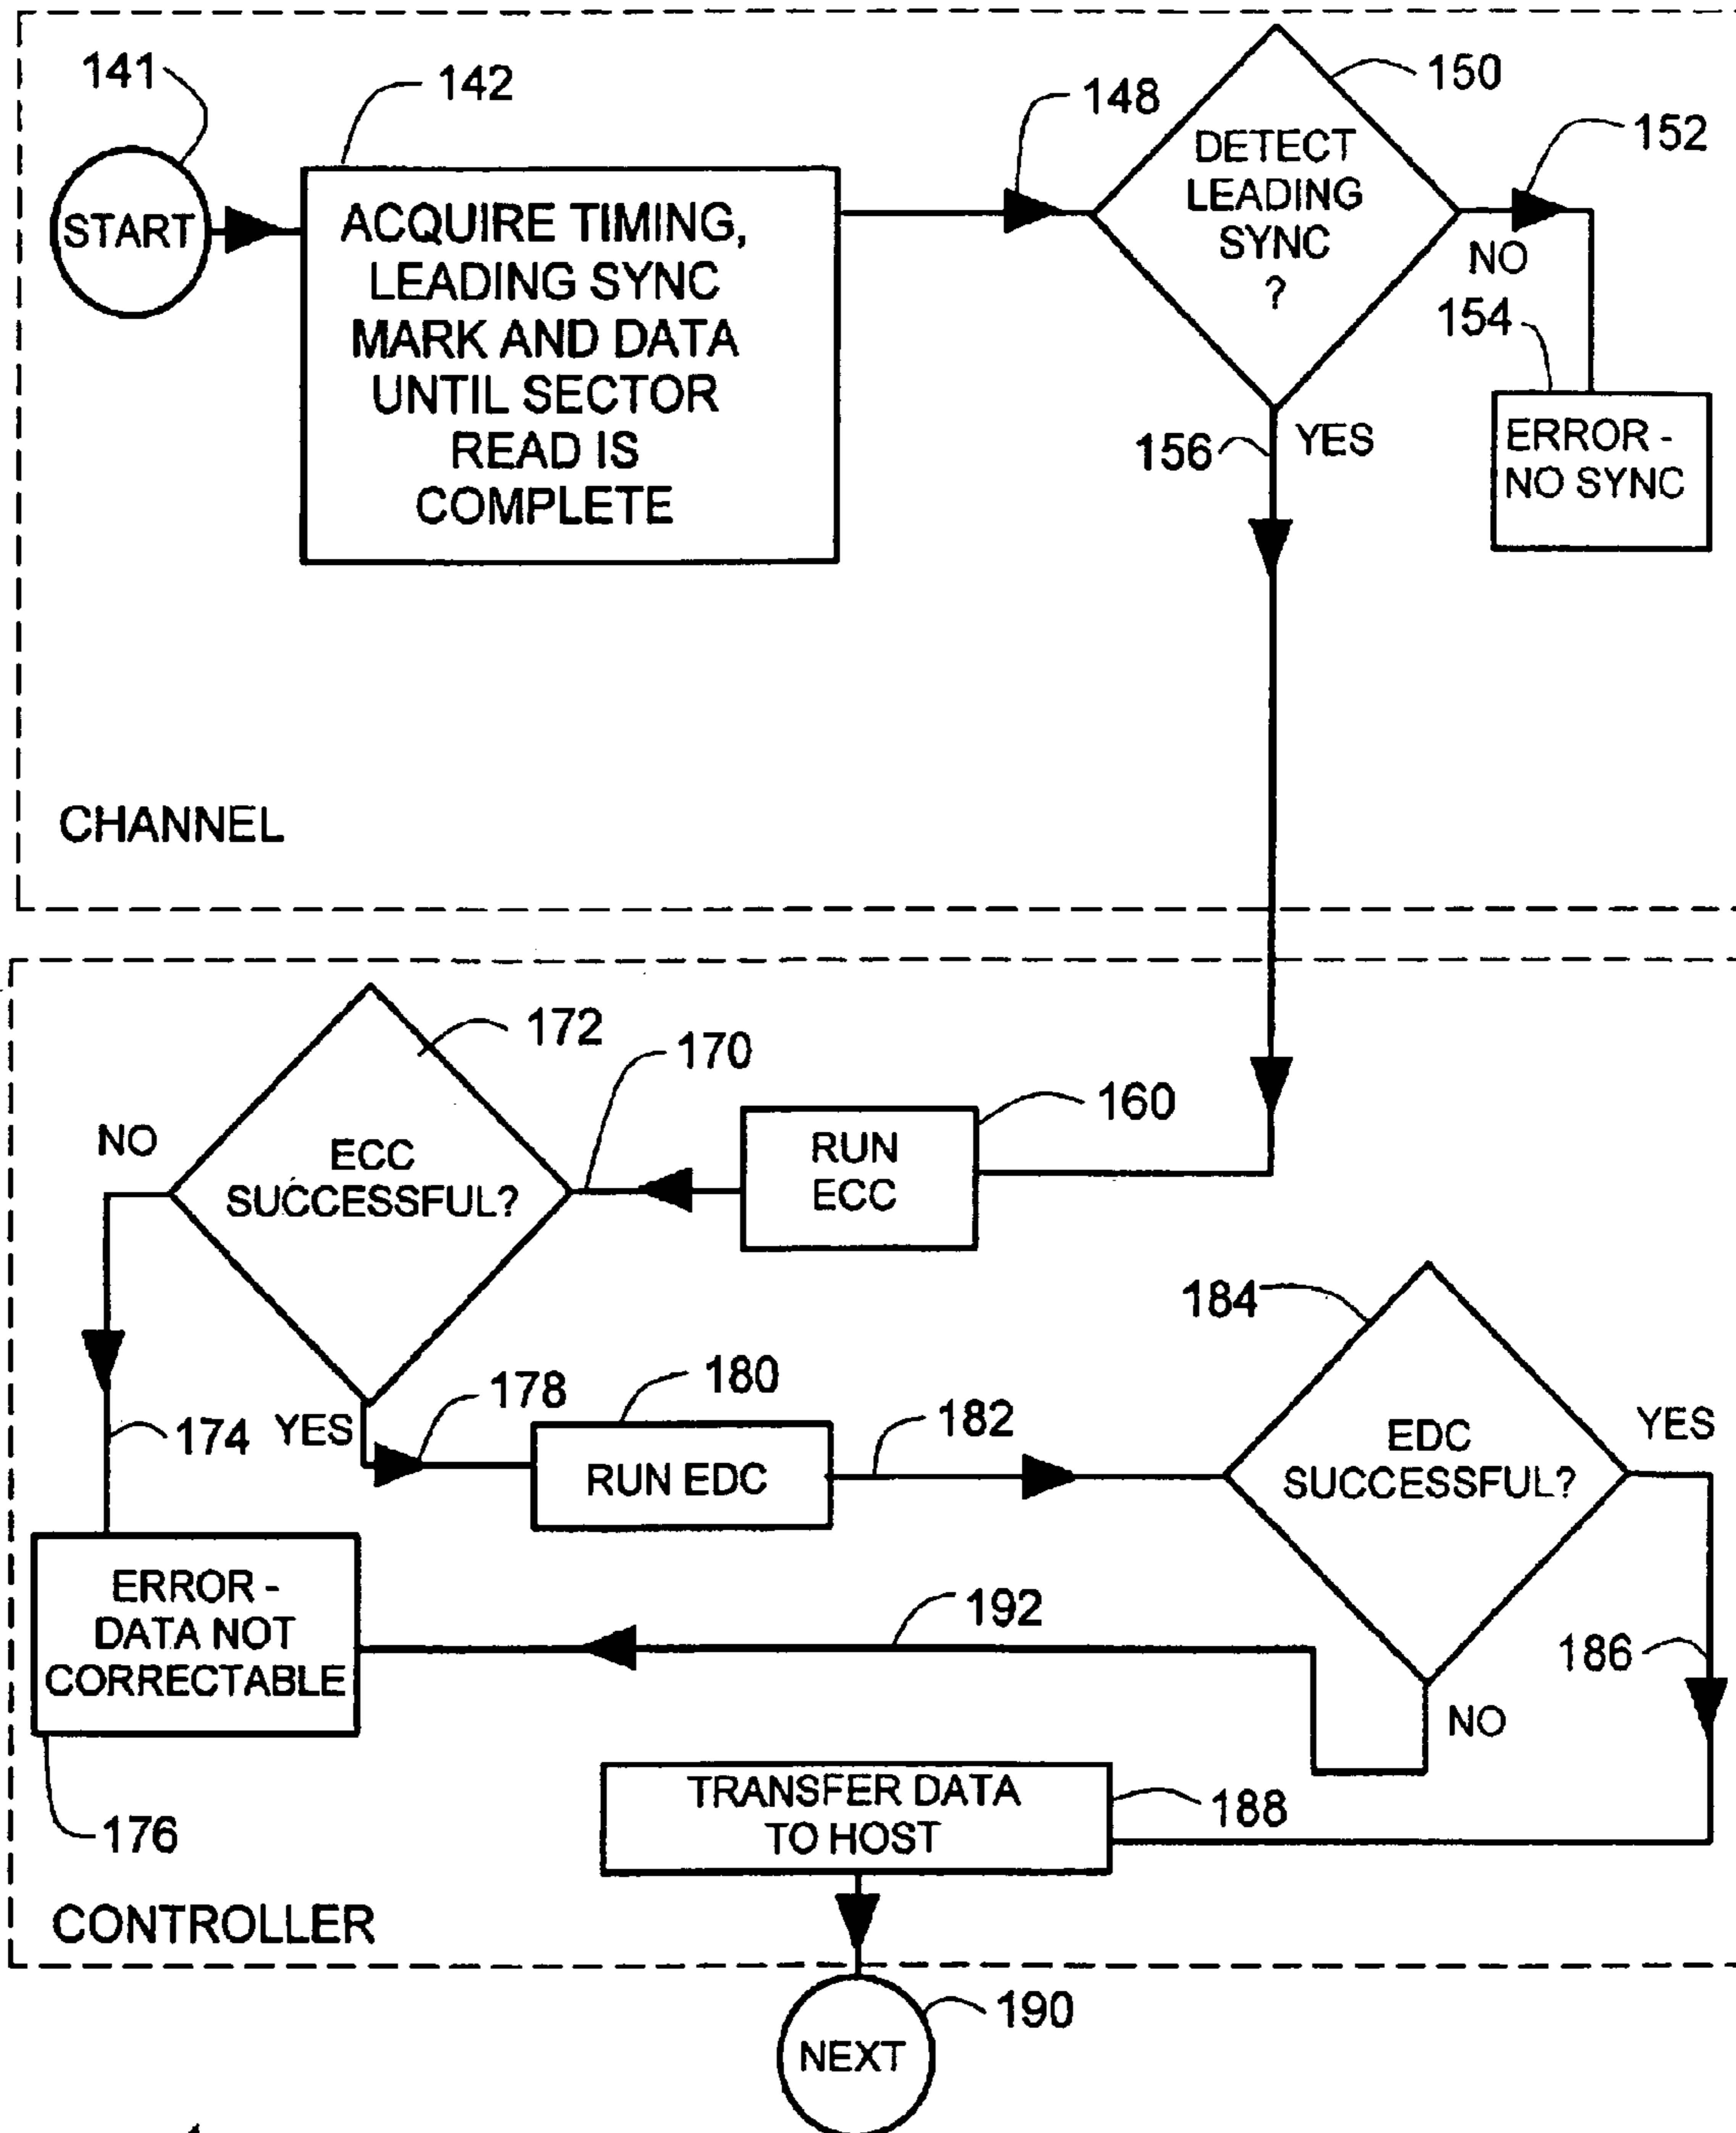 141
142
148
150
152
START
ACQUIRE TIMING,
LEADING SYNC
MARK AND DATA
UNTIL SECTOR
READ IS
COMPLETE
DETECT
LEADING
SYNC
?
NO
154
ERROR -
NO SYNC
156
YES
CHANNEL
172
170
160
NO
ECC
SUCCESSFUL?
RUN
ECC
184
180
178
182
174
YES
RUN EDC
EDC
SUCCESSFUL?
YES
ERROR -
DATA NOT
CORRECTABLE
192
186
NO
176
TRANSFER DATA
TO HOST
188
CONTROLLER
190
NEXT